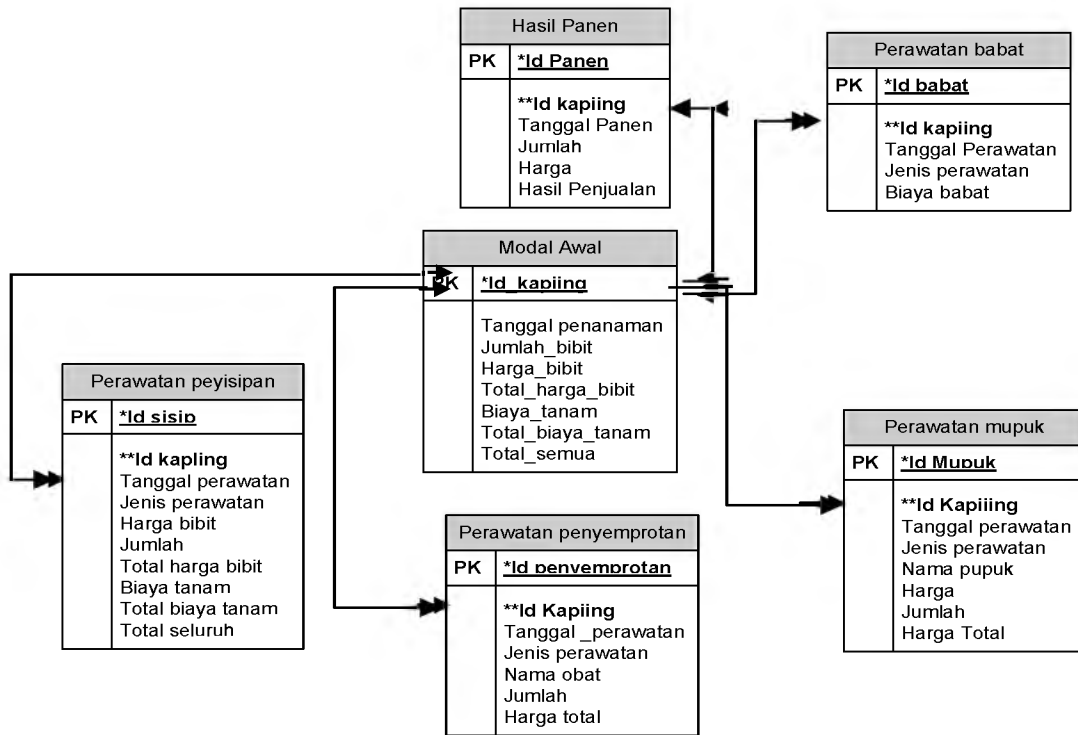 Hasil Panen
PK *Id Panen
**Id kapiing
Tanggal Panen
Jumlah
Harga
Hasil Penjualan
Perawatan babat
PK *Id babat
**Id kapiing
Tanggal Perawatan
Jenis perawatan
Biaya babat
Modal Awal
PK *Id_kapiing
Tanggal penanaman
Jumlah_bibit
Harga_bibit
Total_harga_bibit
Biaya_tanam
Total_biaya_tanam
Total_semua
Perawatan peyisipan
PK *Id sisip
**Id kapling
Tanggal perawatan
Jenis perawatan
Harga bibit
Jumlah
Total harga bibit
Biaya tanam
Total biaya tanam
Total seluruh
Perawatan penyemprotan
PK *Id penyemprotan
**Id Kapiing
Tanggal _perawatan
Jenis perawatan
Nama obat
Jumlah
Harga total
Perawatan mupuk
PK *Id Mupuk
**Id Kapiiing
Tanggal perawatan
Jenis perawatan
Nama pupuk
Harga
Jumlah
Harga Total